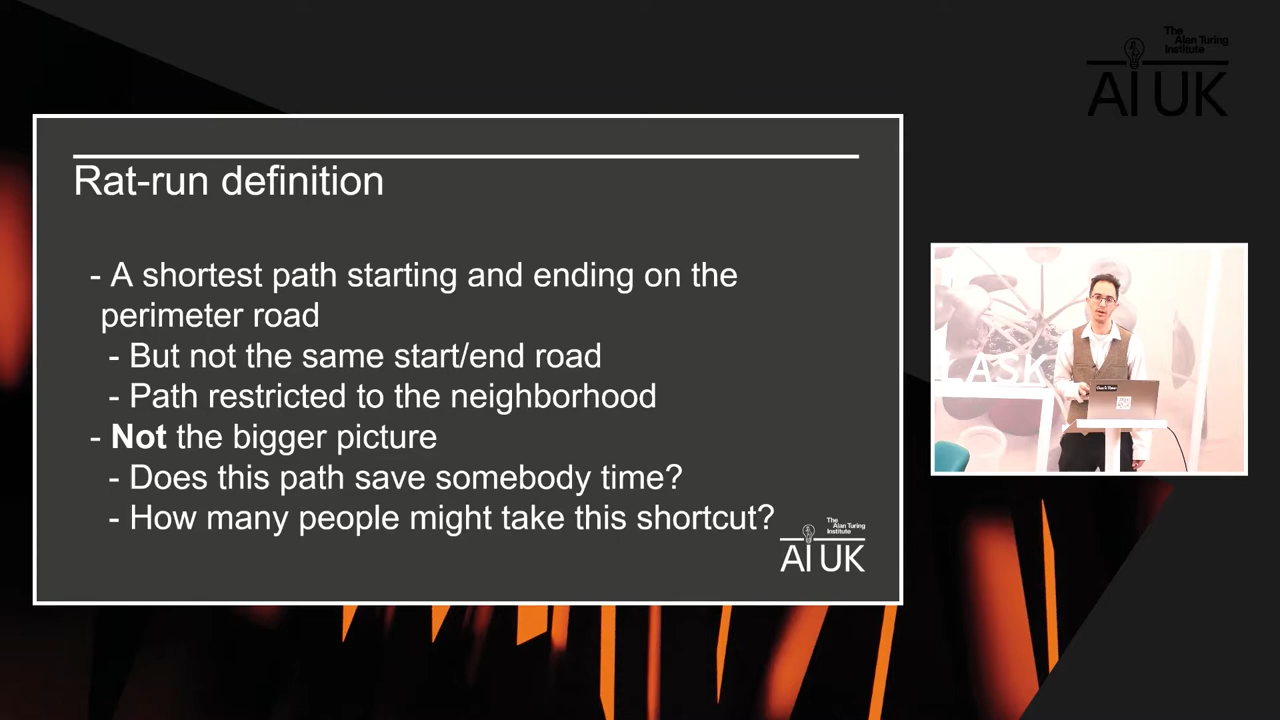 The
Alan Turing
Institute
AI UK
Rat-run definition
- A shortest path starting and ending on the
perimeter road
- But not the same start/end road
- Path restricted to the neighborhood
- Not the bigger picture
- Does this path save somebody time?
- How many people might take this shortcut?
The
Alan Turing
Institute
AI UK
ASK